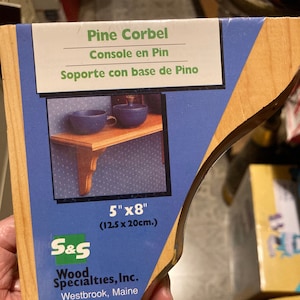 Pine Corbel
Console en Pin
Soporte con base de Pino
5" x 8"
(12.5 x 20cm.)
S&S
Wood
Specialties, Inc.
Westbrook, Maine